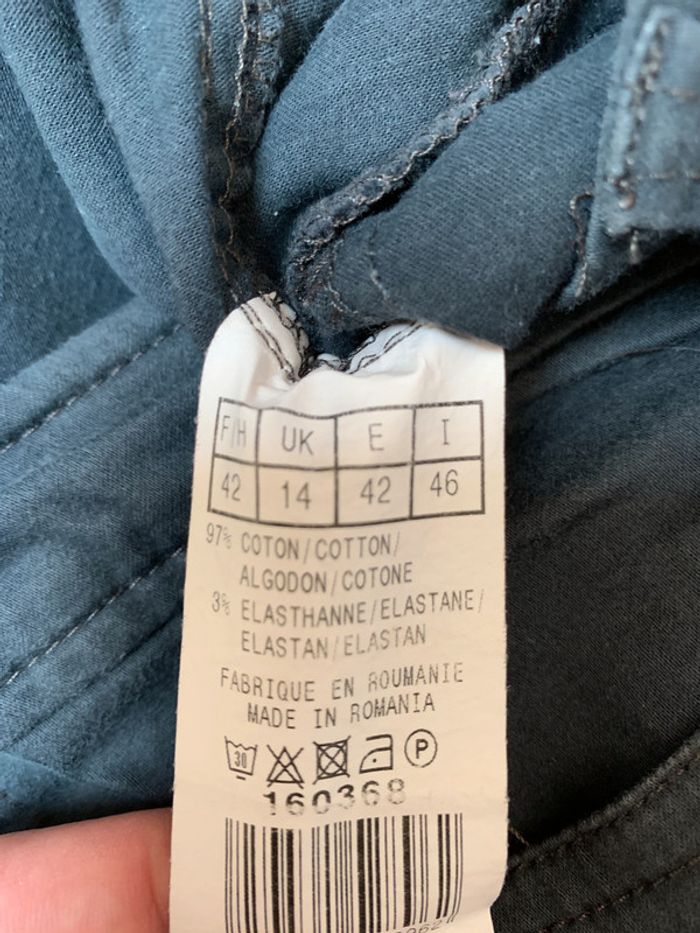 F/H UK E I
42 14 42 46
97% COTON/COTTON/
ALGODON/COTONE
3% ELASTHANNE/ELASTANE/
ELASTAN/ELASTAN
FABRIQUE EN ROUMANIE
MADE IN ROMANIA
30 P
160368